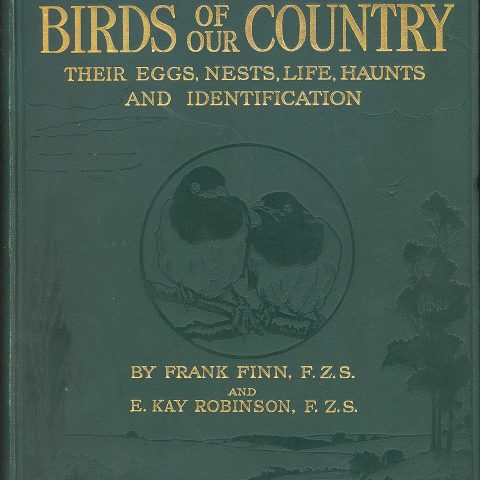 BIRDS OF OUR COUNTRY
THEIR EGGS, NESTS, LIFE, HAUNTS
AND IDENTIFICATION
BY FRANK FINN, F.Z.S.
AND
E. KAY ROBINSON, F.Z.S.